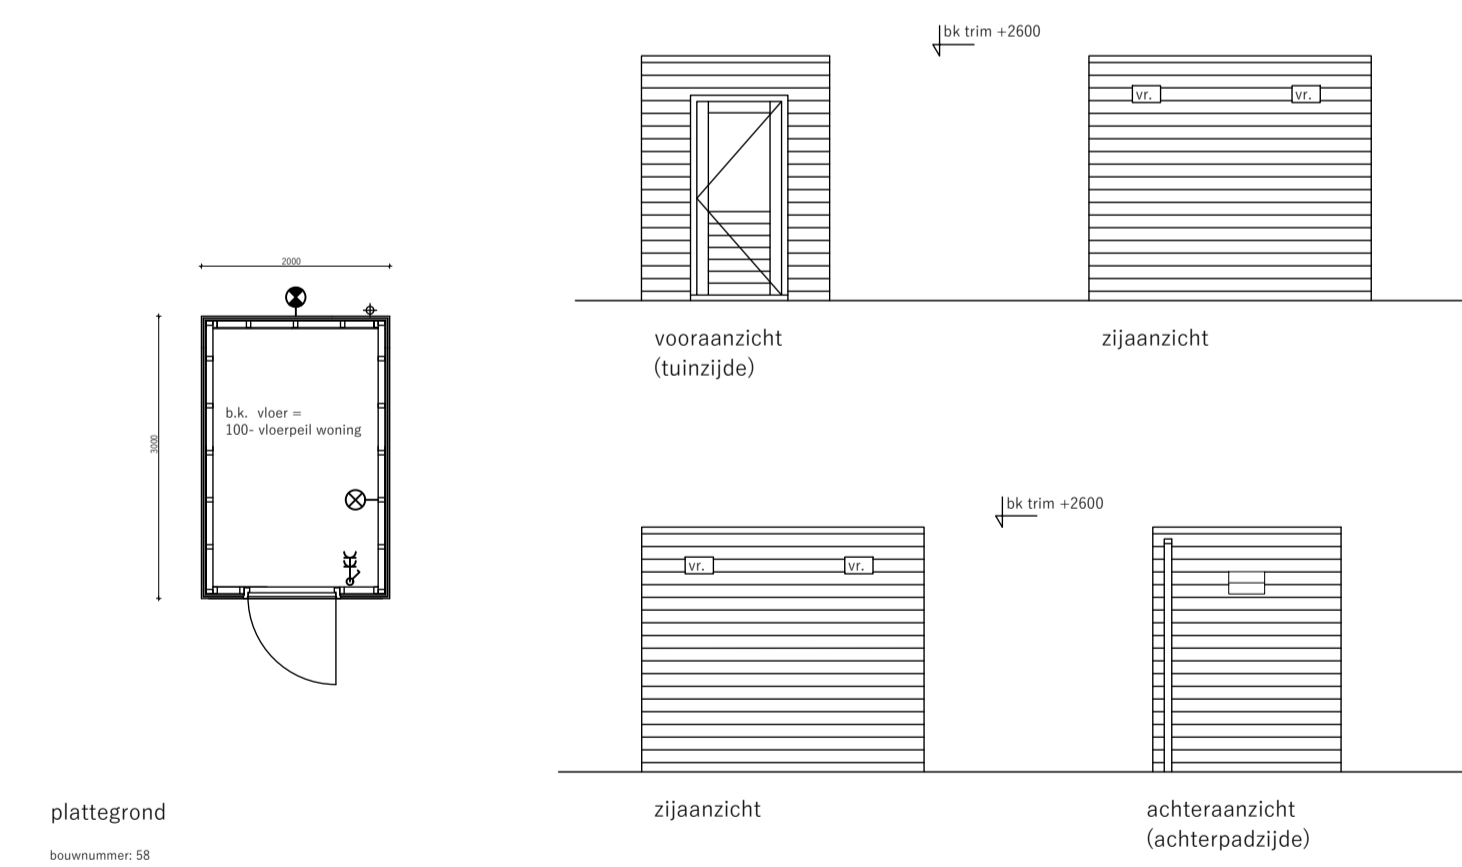 bk trim +2600
vr.
vr.
vooraanzicht
(tuinzijde)
zijaanzicht
2000
3000
b.k. vloer =
100- vloerpeil woning
bk trim +2600
vr.
vr.
zijaanzicht
achteraanzicht
(achterpadzijde)
plattegrond
bouwnummer: 58